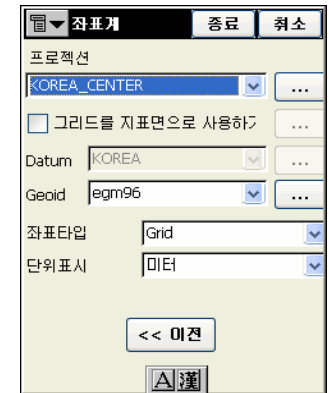 좌표계 종료 취소
프로젝션
KOREA_CENTER ...
그리드를 지표면으로 사용하기 ...
Datum KOREA ...
Geoid egm96 ...
좌표타입 Grid
단위표시 미터
<< 이전
A 漢